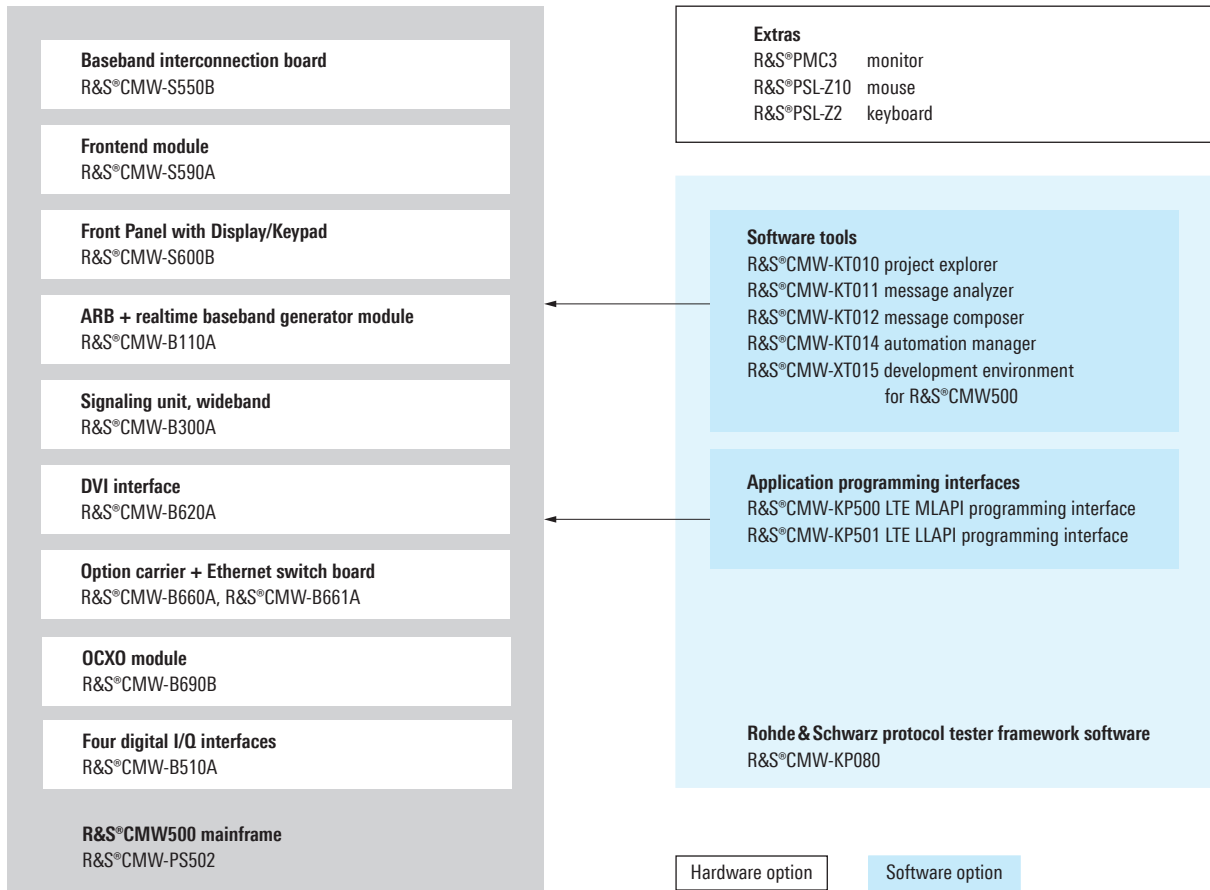 Baseband interconnection board
R&S®CMW-S550B
Frontend module
R&S®CMW-S590A
Front Panel with Display/Keypad
R&S®CMW-S600B
ARB + realtime baseband generator module
R&S®CMW-B110A
Signaling unit, wideband
R&S®CMW-B300A
DVI interface
R&S®CMW-B620A
Option carrier + Ethernet switch board
R&S®CMW-B660A, R&S®CMW-B661A
OCXO module
R&S®CMW-B690B
Four digital I/Q interfaces
R&S®CMW-B510A
R&S®CMW500 mainframe
R&S®CMW-PS502
Extras
R&S®PMC3 monitor
R&S®PSL-Z10 mouse
R&S®PSL-Z2 keyboard
Software tools
R&S®CMW-KT010 project explorer
R&S®CMW-KT011 message analyzer
R&S®CMW-KT012 message composer
R&S®CMW-KT014 automation manager
R&S®CMW-XT015 development environment
for R&S®CMW500
Application programming interfaces
R&S®CMW-KP500 LTE MLAPI programming interface
R&S®CMW-KP501 LTE LLAPI programming interface
Rohde & Schwarz protocol tester framework software
R&S®CMW-KP080
Hardware option
Software option